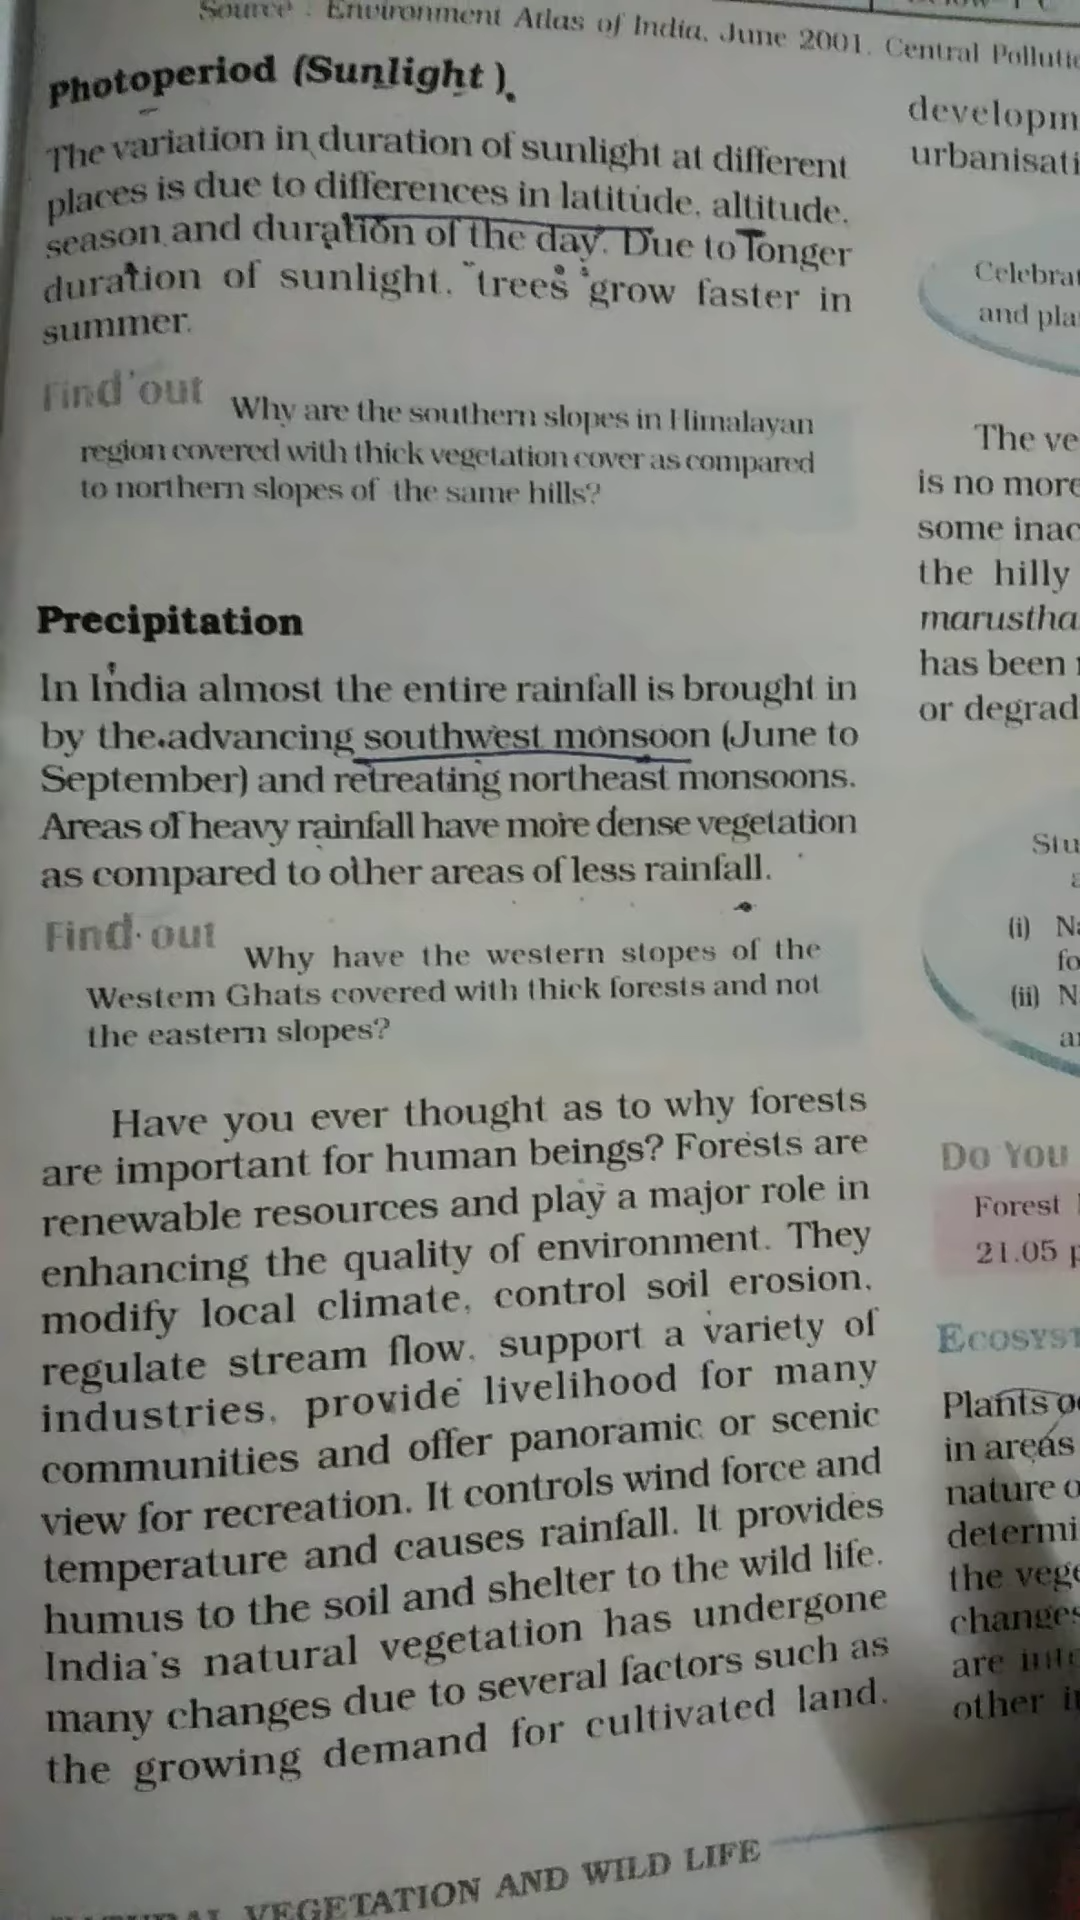 Source : Environment Atlas of India, June 2001, Central
Photoperiod (Sunlight)
The variation in duration of sunlight at different
places is due to differences in latitude, altitude,
season and duration of the day. Due to longer
duration of sunlight, trees grow faster in
summer.
Find out
Why are the southern slopes in Himalayan
region covered with thick vegetation cover as compared
to northern slopes of the same hills?
Precipitation
In India almost the entire rainfall is brought in
by the advancing southwest monsoon (June to
September) and retreating northeast monsoons.
Areas of heavy rainfall have more dense vegetation
as compared to other areas of less rainfall.
Find out
Why have the western stopes of the
Westem Ghats covered with thick forests and not
the eastern slopes?
Have you ever thought as to why forests
are important for human beings? Forests are
renewable resources and play a major role in
enhancing the quality of environment. They
modify local climate, control soil erosion,
regulate stream flow, support a variety of
industries, provide livelihood for many
communities and offer panoramic or scenic
view for recreation. It controls wind force and
temperature and causes rainfall. It provides
humus to the soil and shelter to the wild life.
India's natural vegetation has undergone
many changes due to several factors such as
the growing demand for cultivated land,
VEGETATION AND WILD LIFE
developm
urbanisati
Celebrat
and pla
The ve
is no more
some inac
the hilly
marustha
has been
or degrad
Stu
(i) Na
fo
(ii) N
Do You
Forest
21.05 p
Ecosyst
Plants
in areas
nature o
determi
the vege
changes
are
other i